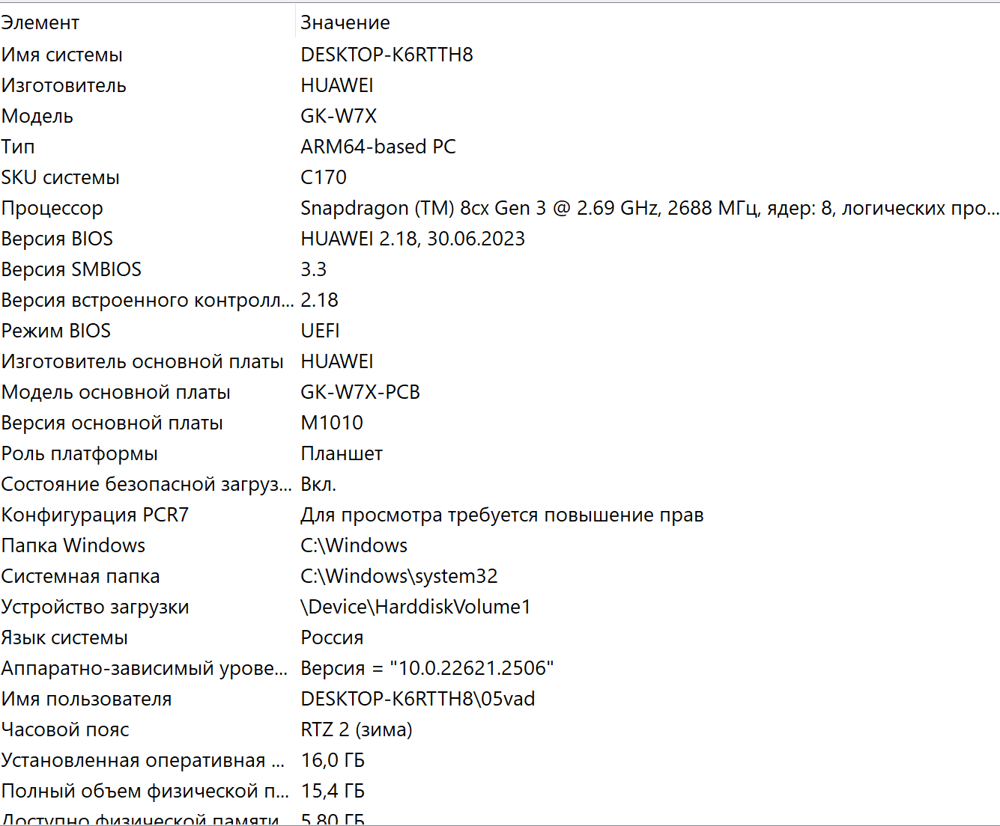 Элемент Значение
Имя системы DESKTOP-K6RTTH8
Изготовитель HUAWEI
Модель GK-W7X
Тип ARM64-based PC
SKU системы C170
Процессор Snapdragon (TM) 8cx Gen 3 @ 2.69 GHz, 2688 МГц, ядер: 8, логических про...
Версия BIOS HUAWEI 2.18, 30.06.2023
Версия SMBIOS 3.3
Версия встроенного контролл... 2.18
Режим BIOS UEFI
Изготовитель основной платы HUAWEI
Модель основной платы GK-W7X-PCB
Версия основной платы M1010
Роль платформы Планшет
Состояние безопасной загруз... Вкл.
Конфигурация PCR7 Для просмотра требуется повышение прав
Папка Windows C:\Windows
Системная папка C:\Windows\system32
Устройство загрузки \Device\HarddiskVolume1
Язык системы Россия
Аппаратно-зависимый урове... Версия = "10.0.22621.2506"
Имя пользователя DESKTOP-K6RTTH8\05vad
Часовой пояс RTZ 2 (зима)
Установленная оперативная ... 16,0 ГБ
Полный объем физической п... 15,4 ГБ
Доступно физической памяти 5,80 ГБ